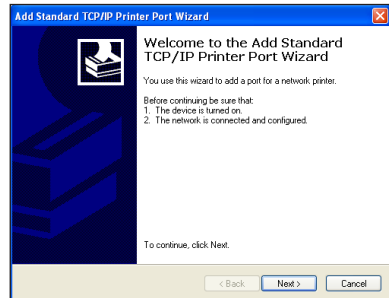 Add Standard TCP/IP Printer Port Wizard
Welcome to the Add Standard
TCP/IP Printer Port Wizard
You use this wizard to add a port for a network printer.
Before continuing be sure that:
1. The device is turned on.
2. The network is connected and configured.
To continue, click Next.
< Back
Next >
Cancel